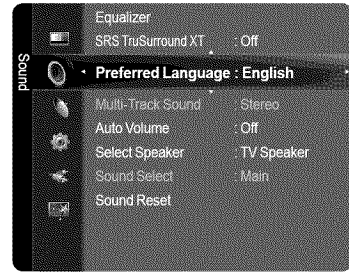 Sound
Equalizer
SRS TruSurround XT : Off
Preferred Language : English
Multi-Track Sound : Stereo
Auto Volume : Off
Select Speaker : TV Speaker
Sound Select : Main
Sound Reset